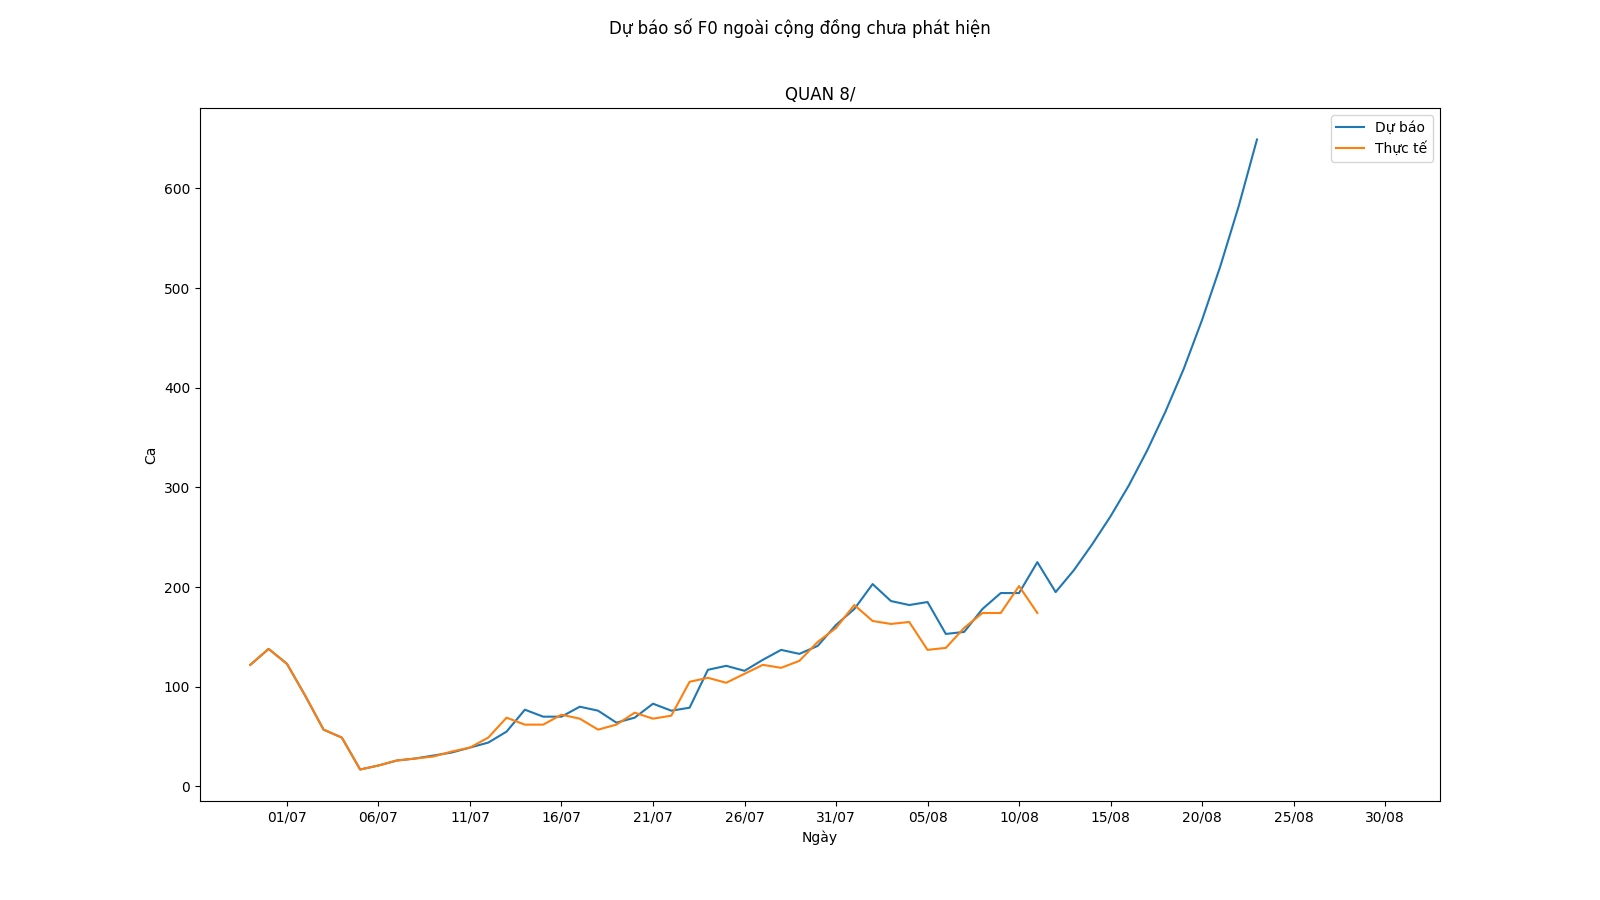 Dự báo số F0 ngoài cộng đồng chưa phát hiện
QUAN 8/
Dự báo
Thực tế
600
500
400
300
200
100
0
Ca
01/07 06/07 11/07 16/07 21/07 26/07 31/07 05/08 10/08 15/08 20/08 25/08 30/08
Ngày